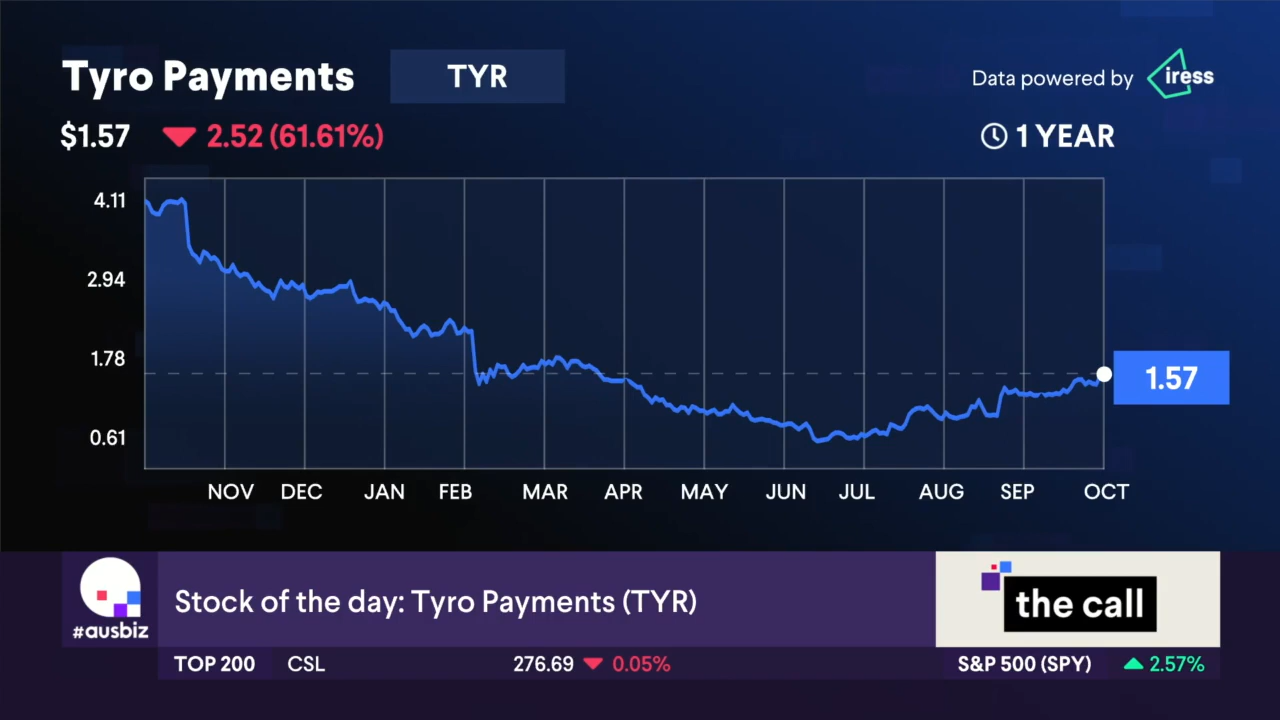 Tyro Payments TYR
Data powered by iress
$1.57 2.52 (61.61%) 1 YEAR
4.11
2.94
1.78
0.61
1.57
NOV DEC JAN FEB MAR APR MAY JUN JUL AUG SEP OCT
#ausbiz
Stock of the day: Tyro Payments (TYR)
the call
TOP 200 CSL 276.69 0.05% S&P 500 (SPY) 2.57%